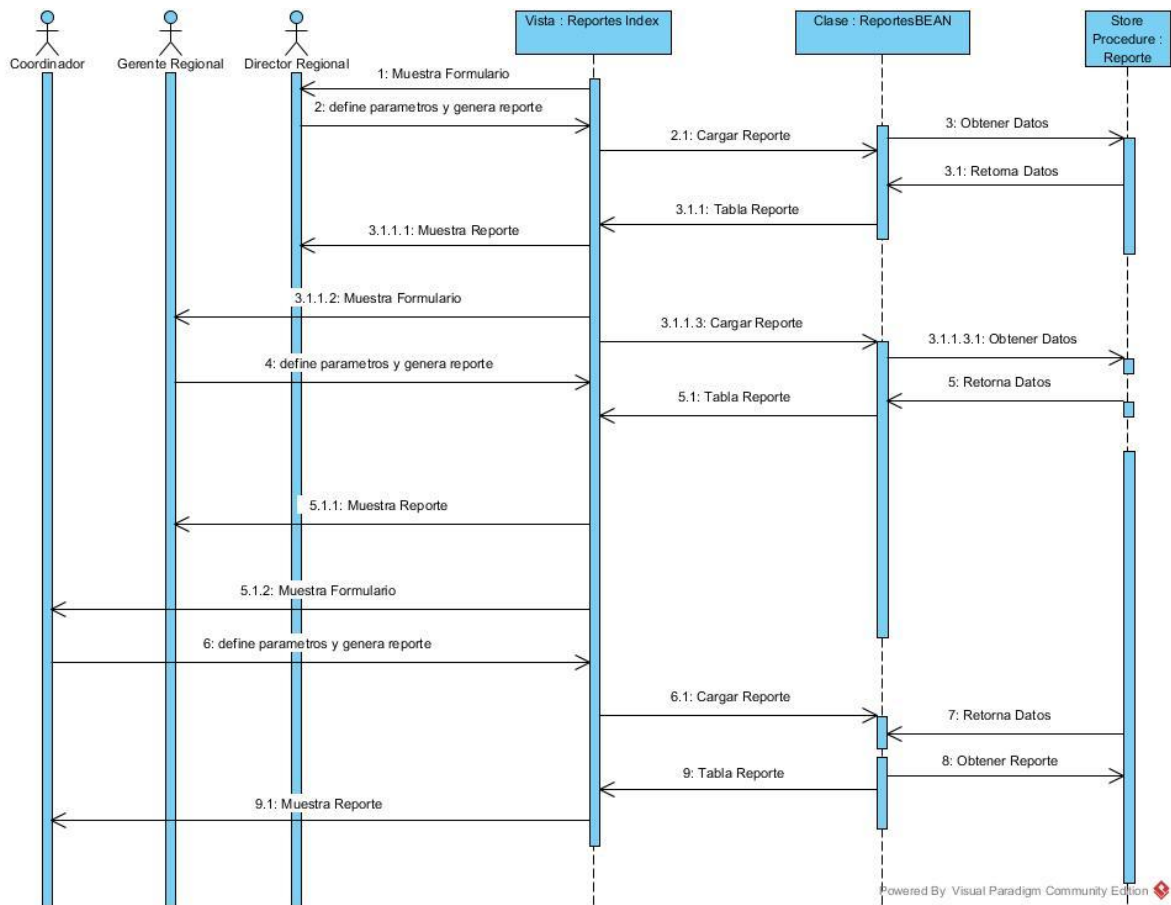 Coordinador
Gerente Regional
Director Regional
Vista : Reportes Index
Clase : ReportesBEAN
Store
Procedure :
Reporte
1: Muestra Formulario
2: define parametros y genera reporte
2.1: Cargar Reporte
3: Obtener Datos
3.1: Retorna Datos
3.1.1: Tabla Reporte
3.1.1.1: Muestra Reporte
3.1.1.2: Muestra Formulario
3.1.1.3: Cargar Reporte
3.1.1.3.1: Obtener Datos
4: define parametros y genera reporte
5: Retorna Datos
5.1: Tabla Reporte
5.1.1: Muestra Reporte
5.1.2: Muestra Formulario
6: define parametros y genera reporte
6.1: Cargar Reporte
7: Retorna Datos
8: Obtener Reporte
9: Tabla Reporte
9.1: Muestra Reporte
Powered By Visual Paradigm Community Edition